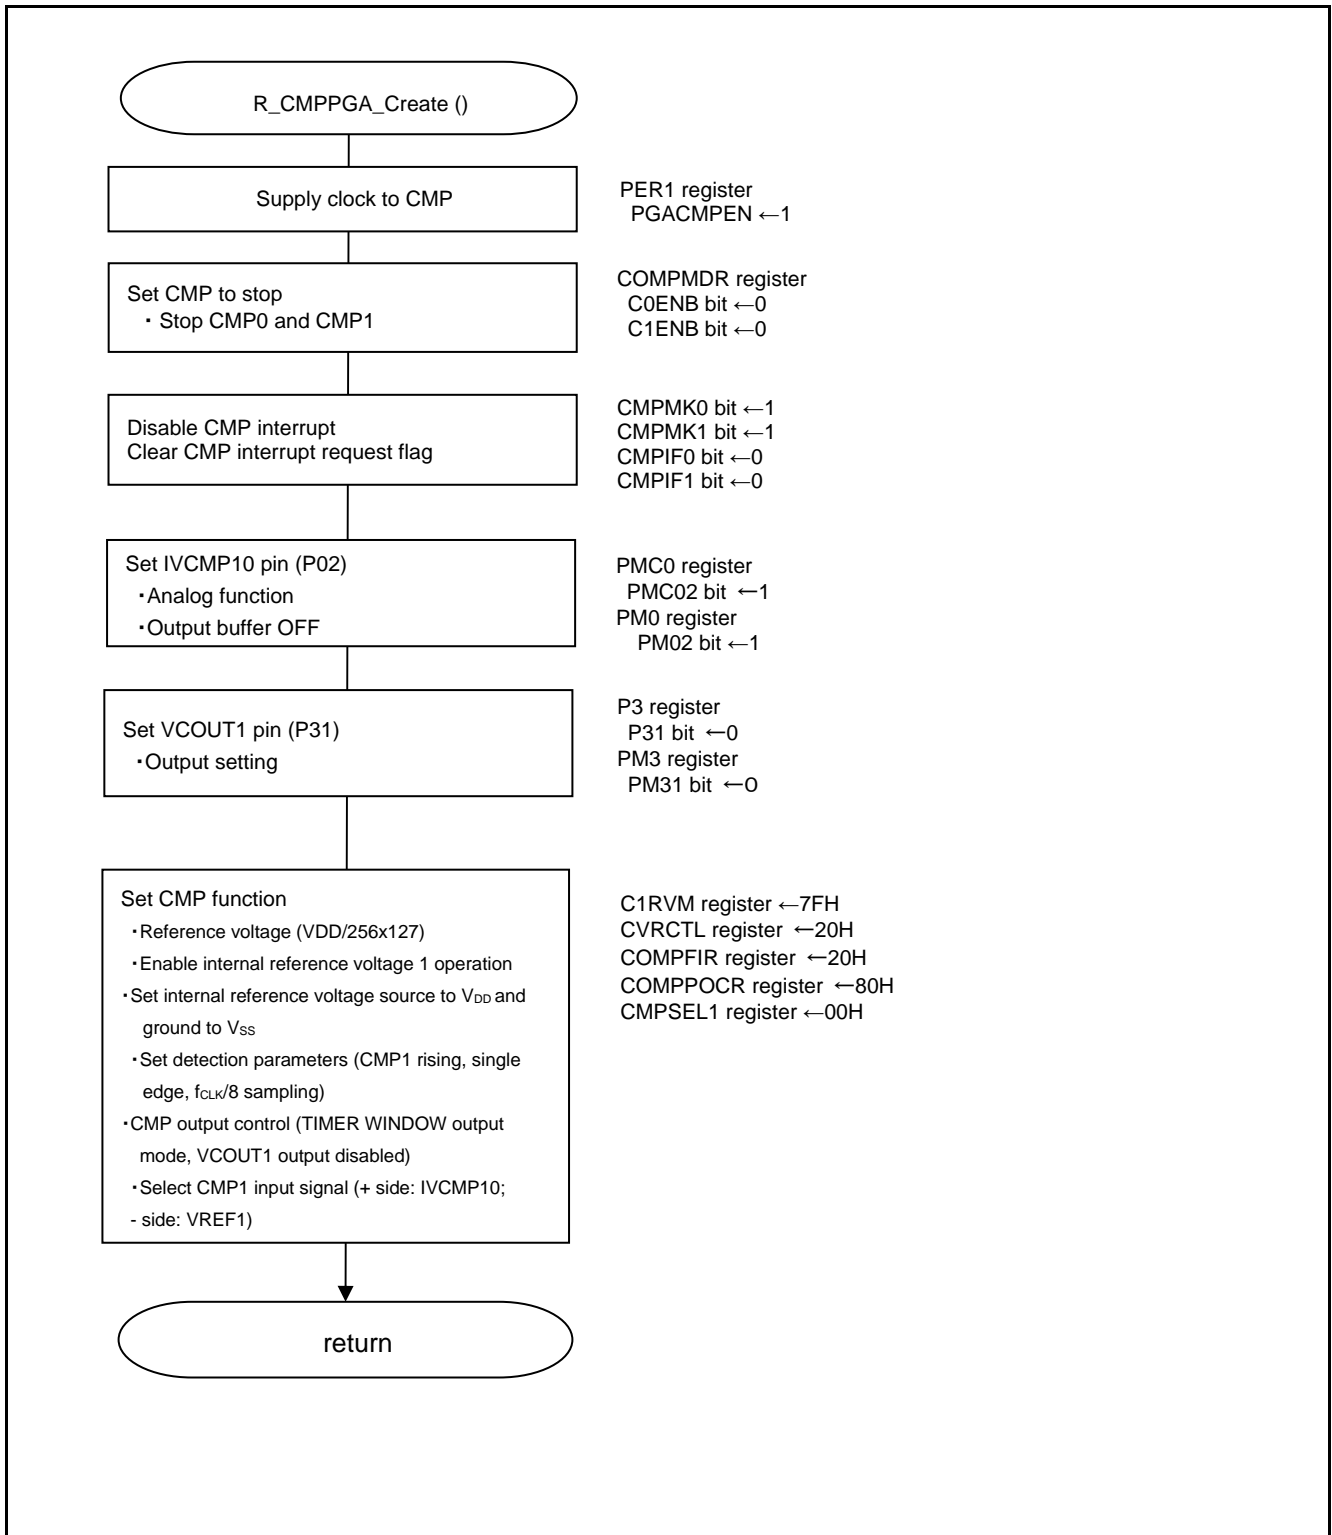 R_CMPPGA_Create ()
Supply clock to CMP
PER1 register
PGACMPEN ←1
Set CMP to stop
・ Stop CMP0 and CMP1
COMPMDR register
C0ENB bit ←0
C1ENB bit ←0
Disable CMP interrupt
Clear CMP interrupt request flag
CMPMK0 bit ←1
CMPMK1 bit ←1
CMPIF0 bit ←0
CMPIF1 bit ←0
Set IVCMP10 pin (P02)
・Analog function
・Output buffer OFF
PMC0 register
PMC02 bit ←1
PM0 register
PM02 bit ←1
Set VCOUT1 pin (P31)
・Output setting
P3 register
P31 bit ←0
PM3 register
PM31 bit ←O
Set CMP function
・Reference voltage (VDD/256x127)
・Enable internal reference voltage 1 operation
・Set internal reference voltage source to VDD and
ground to VSS
・Set detection parameters (CMP1 rising, single
edge, fCLK/8 sampling)
・CMP output control (TIMER WINDOW output
mode, VCOUT1 output disabled)
・Select CMP1 input signal (+ side: IVCMP10;
- side: VREF1)
C1RVM register ←7FH
CVRCTL register ←20H
COMPFIR register ←20H
COMPPOCR register ←80H
CMPSEL1 register ←00H
return